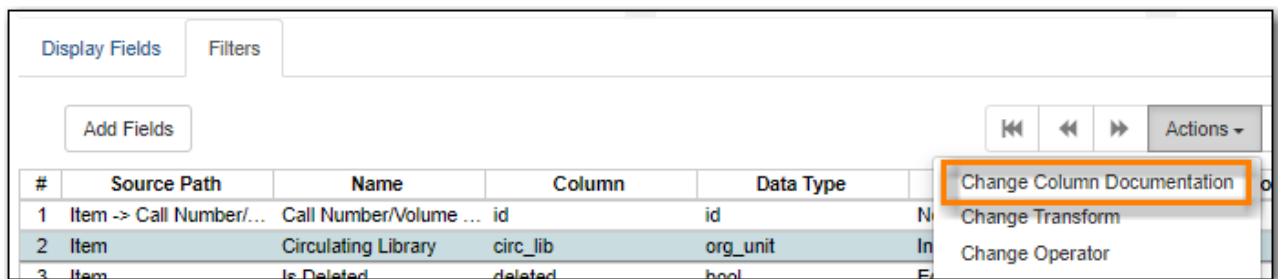 Display Fields Filters
Add Fields Actions
# Source Path Name Column Data Type
Change Column Documentation
1 Item -> Call Number/... Call Number/Volume ... id id
Change Transform
2 Item Circulating Library circ_lib org_unit In
Change Operator
3 Item Is Deleted deleted bool